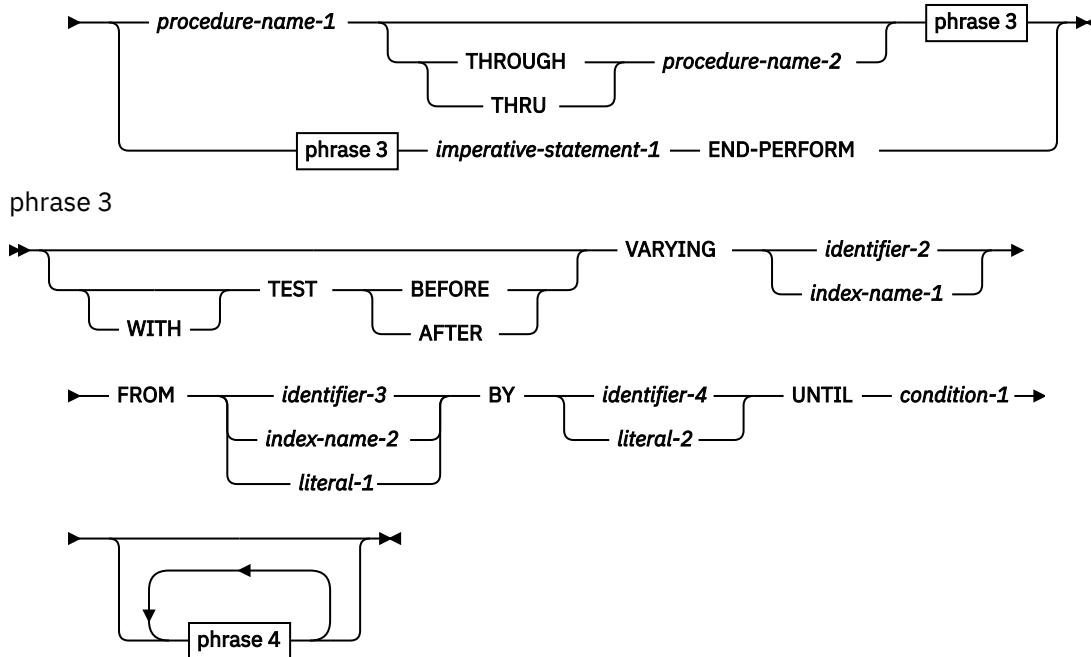 procedure-name-1 phrase 3
THROUGH procedure-name-2
THRU
phrase 3 imperative-statement-1 END-PERFORM
phrase 3
VARYING identifier-2
TEST BEFORE index-name-1
WITH AFTER
FROM identifier-3 BY identifier-4 UNTIL condition-1
index-name-2 literal-2
literal-1
phrase 4